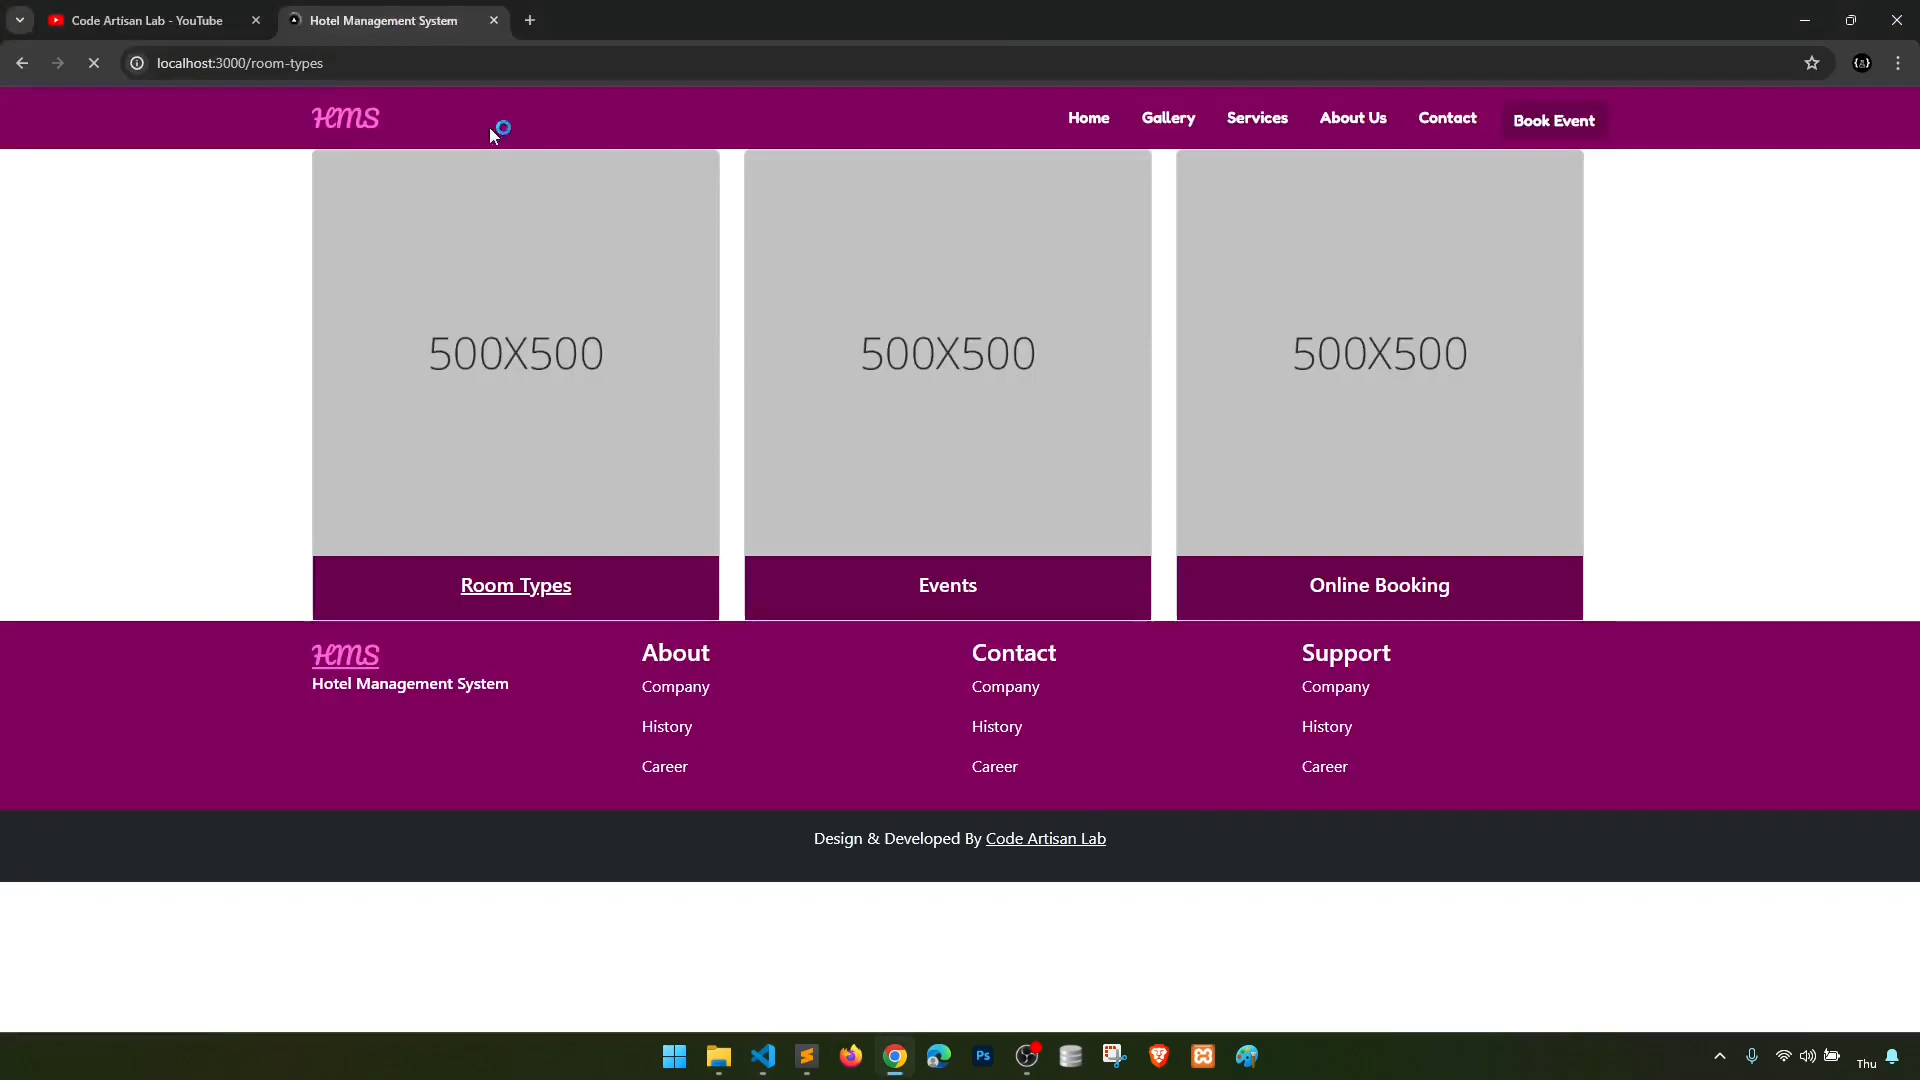 Code Artisan Lab - YouTube
Hotel Management System
localhost:3000/room-types
HMS
Home
Gallery
Services
About Us
Contact
Book Event
500X500
500X500
500X500
Room Types
Events
Online Booking
HMS
Hotel Management System
About
Company
History
Career
Contact
Company
History
Career
Support
Company
History
Career
Design & Developed By Code Artisan Lab
Ps
Thu